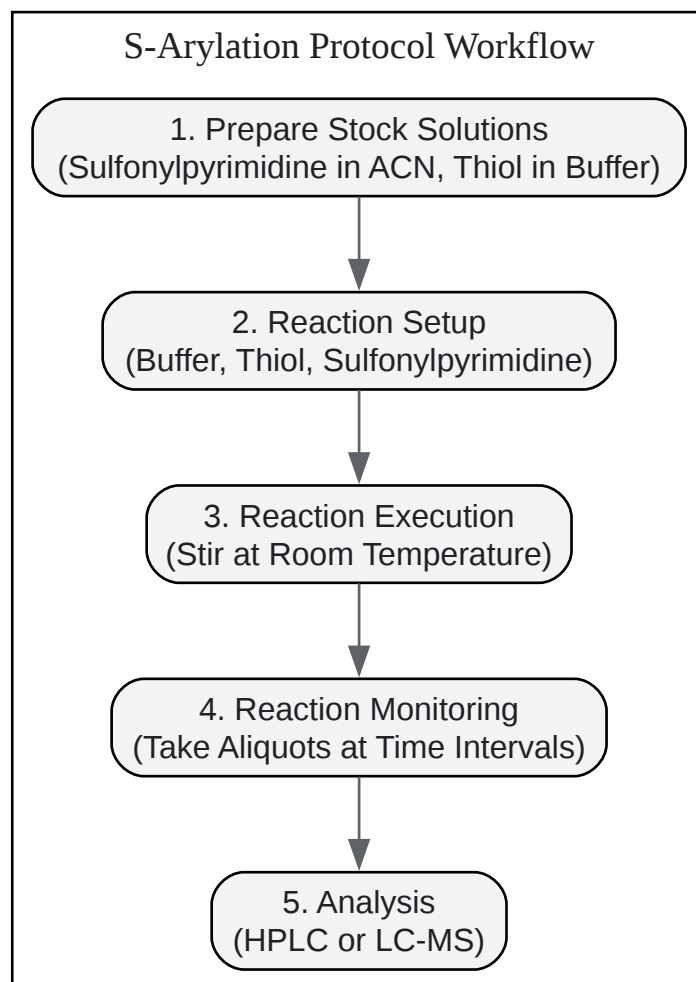 S-Arylation Protocol Workflow
1. Prepare Stock Solutions
(Sulfonylpyrimidine in ACN, Thiol in Buffer)
2. Reaction Setup
(Buffer, Thiol, Sulfonylpyrimidine)
3. Reaction Execution
(Stir at Room Temperature)
4. Reaction Monitoring
(Take Aliquots at Time Intervals)
5. Analysis
(HPLC or LC-MS)